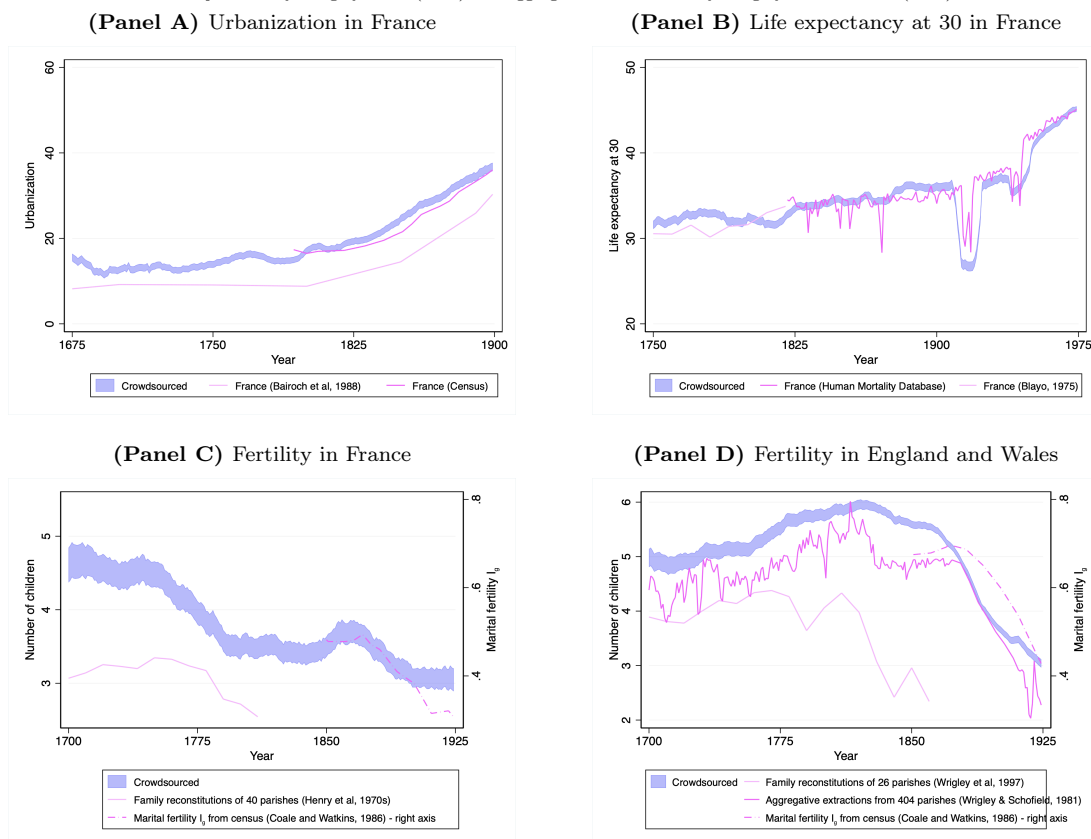 (Panel A) Urbanization in France
60
40
20
0
Urbanization
1675
1750
1825
1900
Year
Crowdsourced
France (Bairoch et al, 1988)
France (Census)
(Panel B) Life expectancy at 30 in France
50
40
30
20
Life expectancy at 30
1750
1825
1900
1975
Year
Crowdsourced
France (Human Mortality Database)
France (Blayo, 1975)
(Panel C) Fertility in France
5
4
3
Number of children
.8
.6
.4
Marital fertility Ig
1700
1775
1850
1925
Year
Crowdsourced
Family reconstitutions of 40 parishes (Henry et al, 1970s)
Marital fertility Ig from census (Coale and Watkins, 1986) - right axis
(Panel D) Fertility in England and Wales
6
5
4
3
2
Number of children
.8
.6
.4
Marital fertility Ig
1700
1775
1850
1925
Year
Crowdsourced
Family reconstitutions of 26 parishes (Wrigley et al, 1997)
Aggregative extractions from 404 parishes (Wrigley & Schofield, 1981)
Marital fertility Ig from census (Coale and Watkins, 1986) - right axis